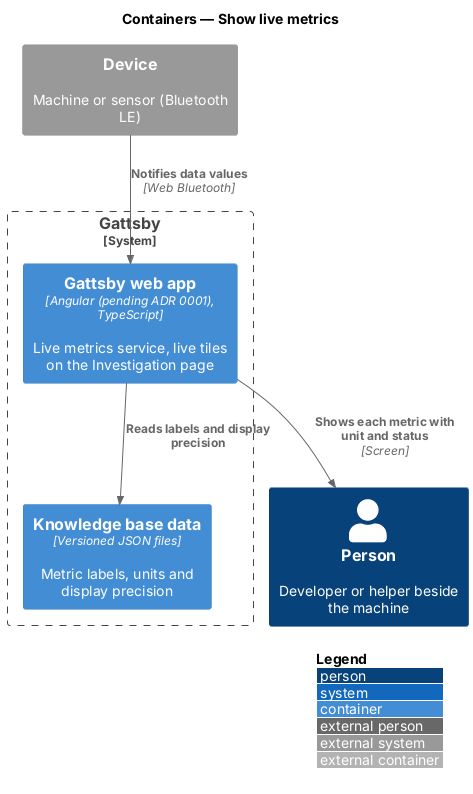 Containers — Show live metrics
Device
Machine or sensor (Bluetooth
LE)
Notifies data values
[Web Bluetooth]
Gattsby
[System]
Gattsby web app
[Angular (pending ADR 0001),
TypeScript]
Live metrics service, live tiles
on the Investigation page
Reads labels and display
precision
Shows each metric with
unit and status
[Screen]
Knowledge base data
[Versioned JSON files]
Metric labels, units and
display precision
Person
Developer or helper beside
the machine
Legend
person
system
container
external person
external system
external container